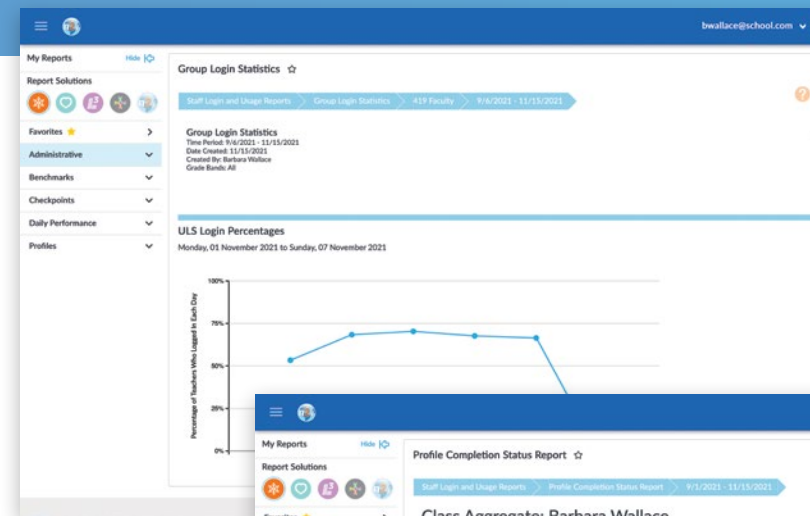 bwallace@school.com
My Reports
Hide
Report Solutions
Favorites
Administrative
Benchmarks
Checkpoints
Daily Performance
Profiles
Group Login Statistics
Staff Login and Usage Reports
Group Login Statistics
419 Faculty
9/6/2021 - 11/15/2021
Group Login Statistics
Time Period: 9/6/2021 - 11/15/2021
Date Created: 11/15/2021
Created By: Barbara Wallace
Grade Bands: All
ULS Login Percentages
Monday, 01 November 2021 to Sunday, 07 November 2021
Percentage of Teachers Who Logged In Each Day
100%
75%
50%
25%
0%
My Reports
Hide
Report Solutions
Profile Completion Status Report
Staff Login and Usage Reports
Profile Completion Status Report
9/1/2021 - 11/15/2021
Class Aggregate: Barbara Wallace